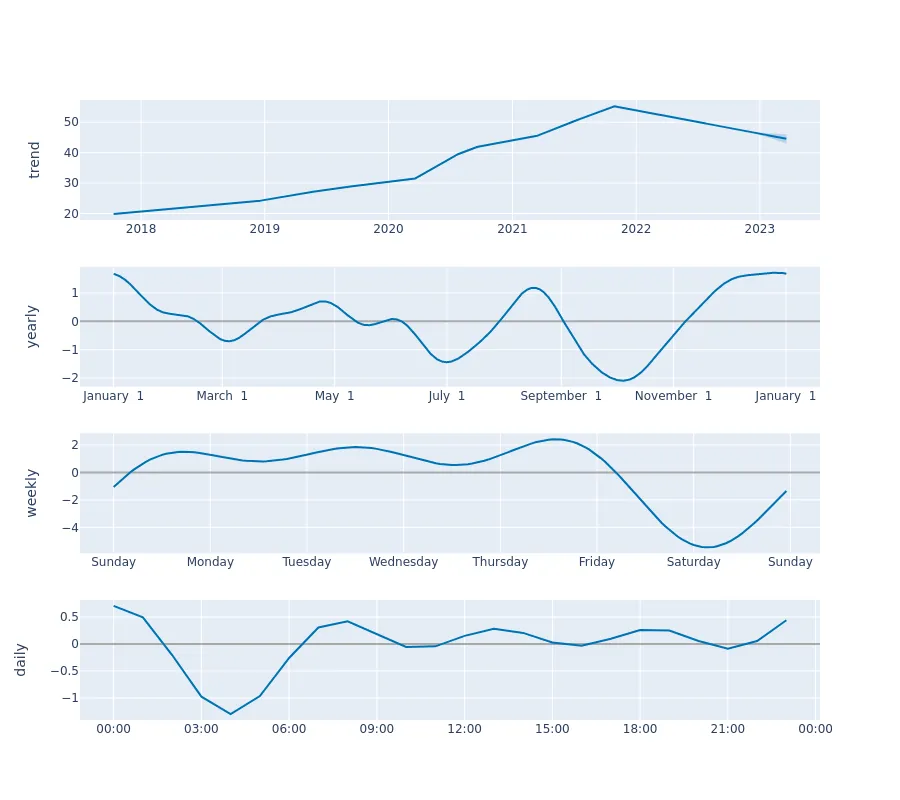 trend
50
40
30
20
2018 2019 2020 2021 2022 2023
yearly
1
0
−1
−2
January 1 March 1 May 1 July 1 September 1 November 1 January 1
weekly
2
0
−2
−4
Sunday Monday Tuesday Wednesday Thursday Friday Saturday Sunday
daily
0.5
0
−0.5
−1
00:00 03:00 06:00 09:00 12:00 15:00 18:00 21:00 00:00